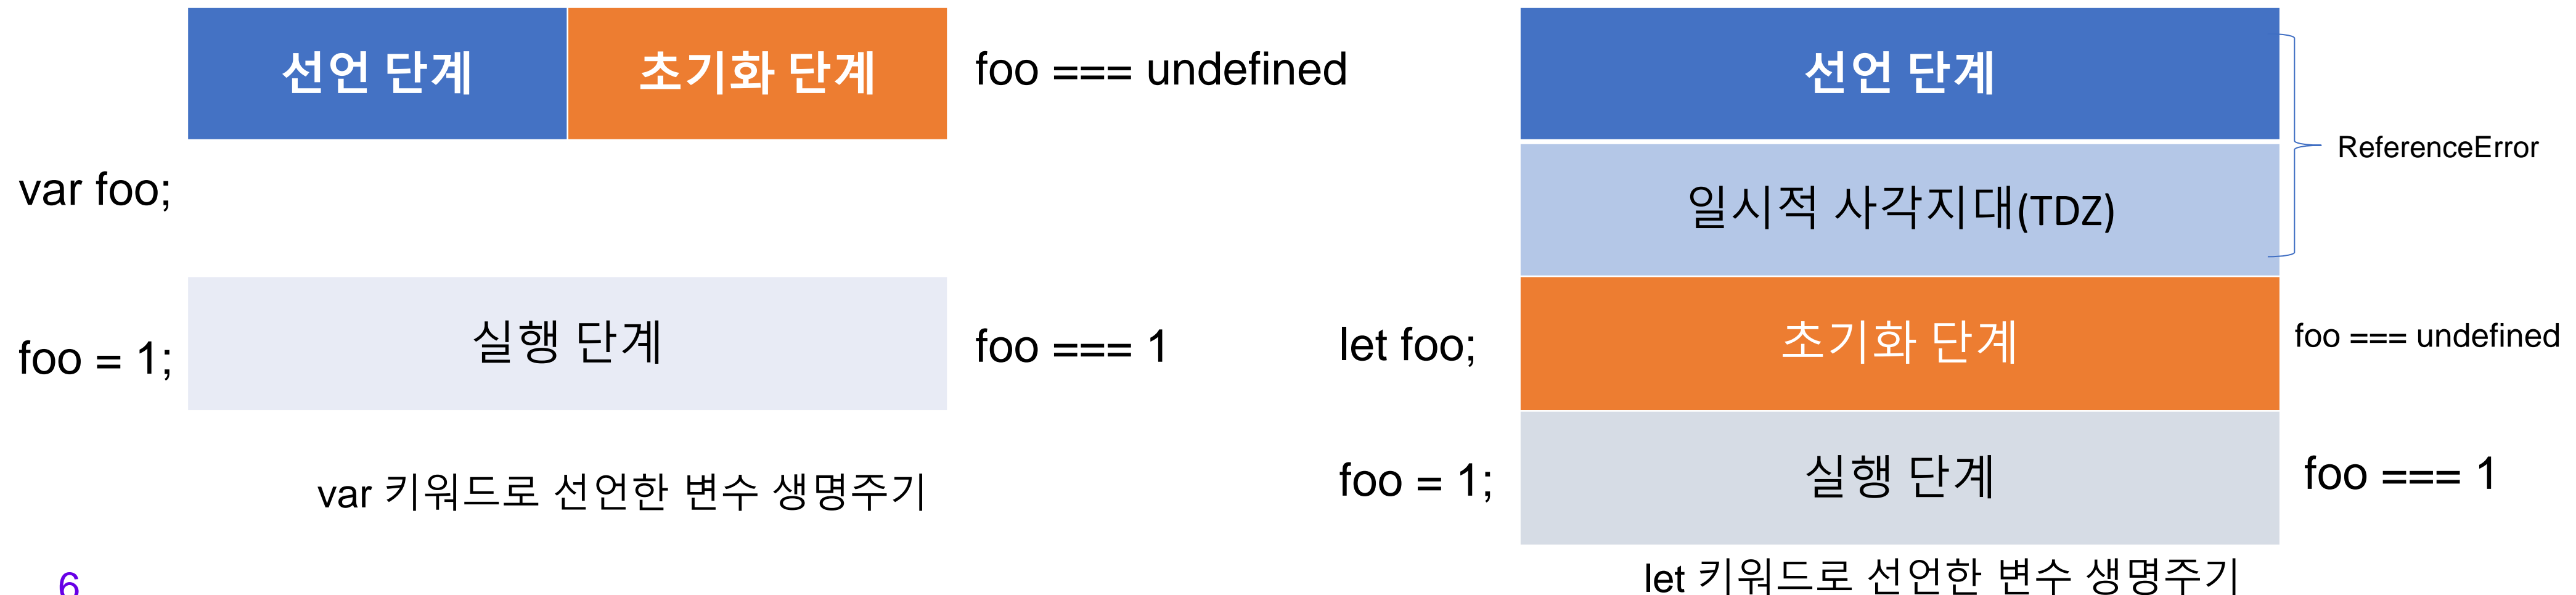 선언 단계
초기화 단계
foo === undefined
var foo;
foo = 1;
실행 단계
foo === 1
var 키워드로 선언한 변수 생명주기
6
선언 단계
일시적 사각지대(TDZ)
ReferenceError
let foo;
초기화 단계
foo === undefined
foo = 1;
실행 단계
foo === 1
let 키워드로 선언한 변수 생명주기